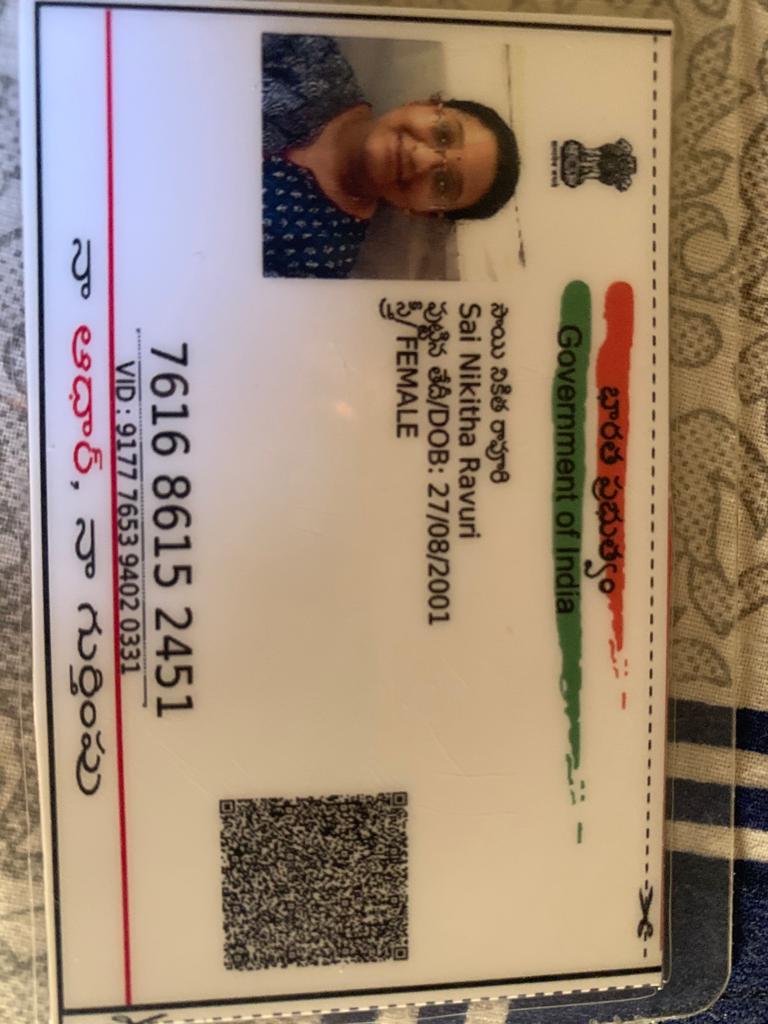 భారత ప్రభుత్వం
Government of India
సాయి నికిత రావూరి
Sai Nikitha Ravuri
పుట్టిన తేదీ/DOB: 27/08/2001
స్త్రీ/ FEMALE
7616 8615 2451
VID : 9177 7653 9402 0331
నా ఆధార్, నా గుర్తింపు